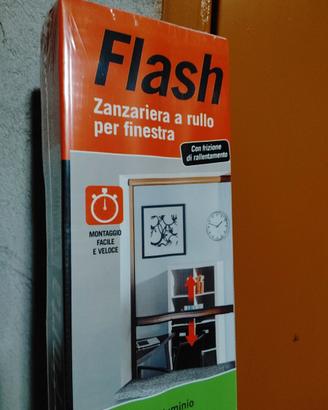 Flash
Zanzariera a rullo
per finestra
Con frizione
di rallentamento
MONTAGGIO
FACILE
E VELOCE